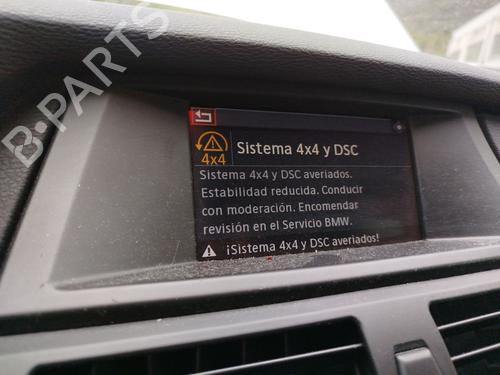 B-PARTS
4x4
Sistema 4x4 y DSC
Sistema 4x4 y DSC averiados.
Estabilidad reducida. Conducir
con moderación. Encomendar
revisión en el Servicio BMW.
¡Sistema 4x4 y DSC averiados!